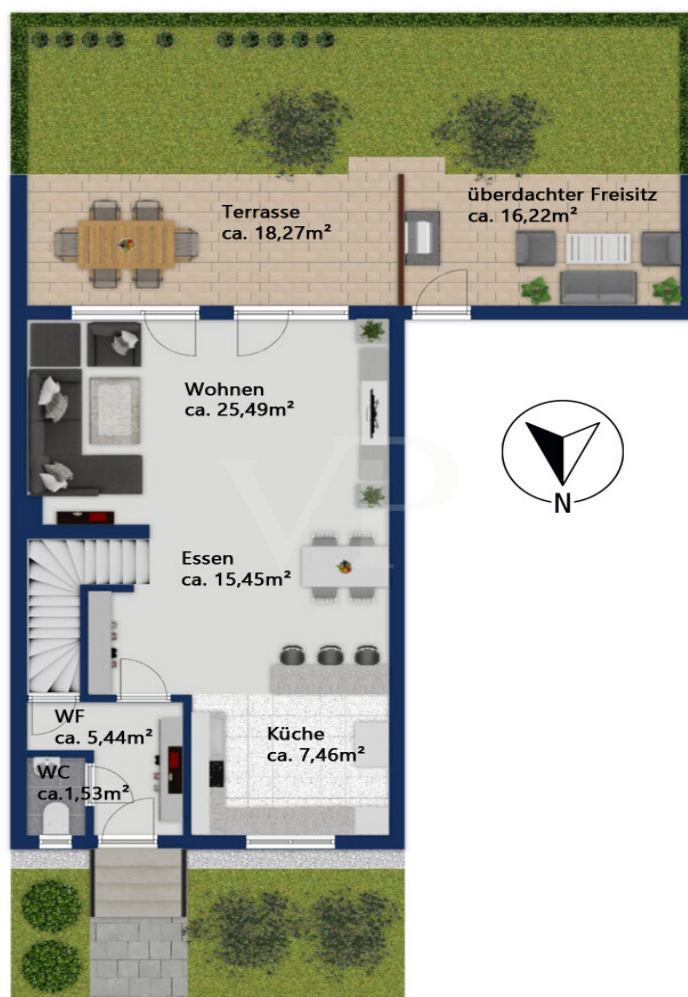 Terrasse
ca. 18,27m²
überdachter Freisitz
ca. 16,22m²
Wohnen
ca. 25,49m²
VP
N
Essen
ca. 15,45m²
WF
ca. 5,44m²
Küche
ca. 7,46m²
WC
ca.1,53m²